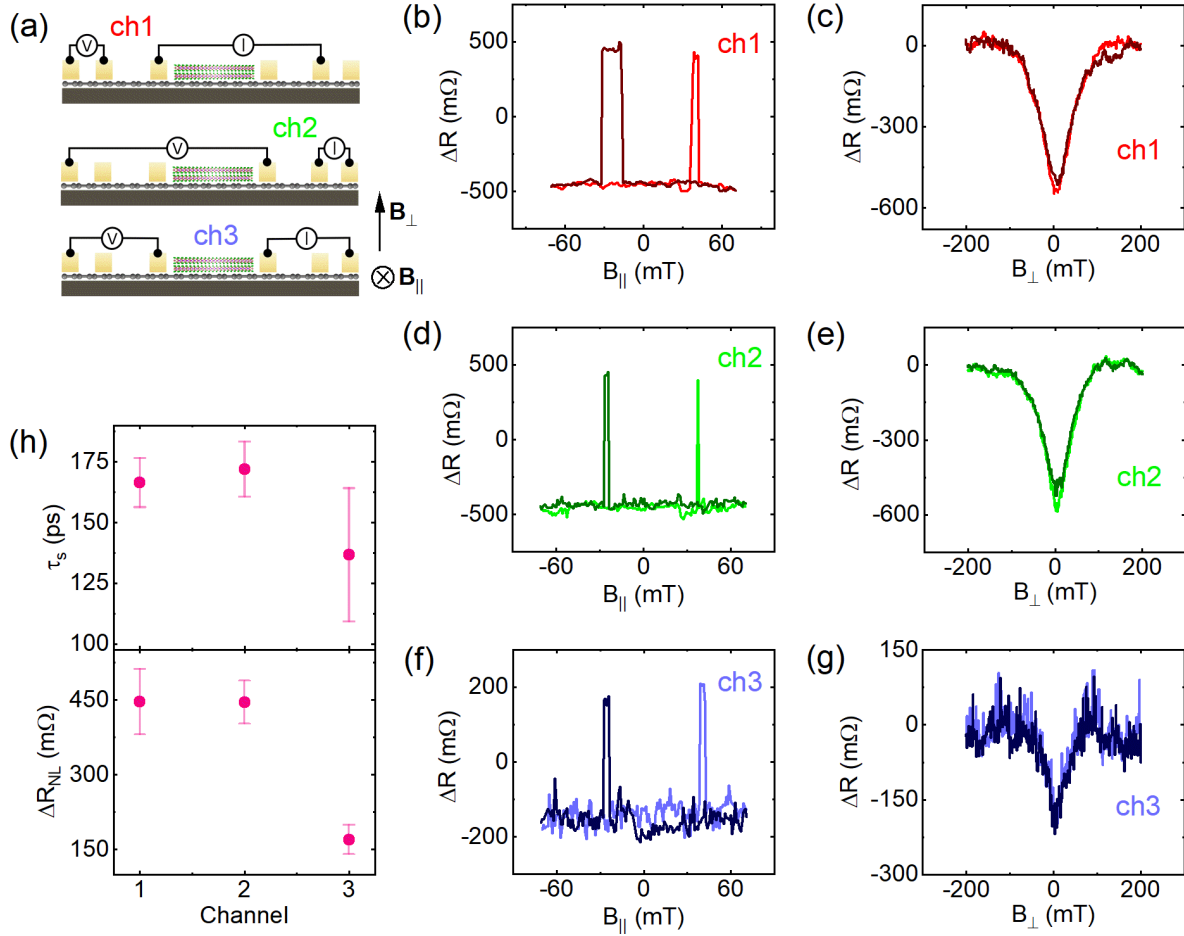 (a)
ch1
V
I
ch2
V
I
B⊥
ch3
V
I
B||
(b)
ch1
500
0
-500
ΔR (mΩ)
-60 0 60
B|| (mT)
(c)
ch1
0
-300
-600
ΔR (mΩ)
-200 0 200
B⊥ (mT)
(d)
ch2
500
0
-500
ΔR (mΩ)
-60 0 60
B|| (mT)
(e)
ch2
0
-300
-600
ΔR (mΩ)
-200 0 200
B⊥ (mT)
(f)
ch3
200
0
-200
ΔR (mΩ)
-60 0 60
B|| (mT)
(g)
ch3
150
0
-150
-300
ΔR (mΩ)
-200 0 200
B⊥ (mT)
(h)
175
150
125
100
τs (ps)
450
300
150
ΔRNL (mΩ)
1 2 3
Channel